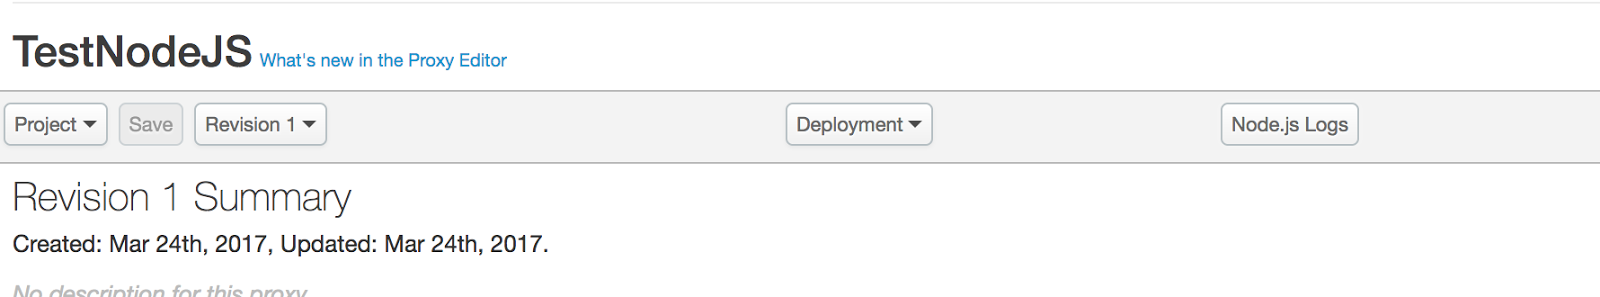 TestNodeJS What's new in the Proxy Editor
Project Save Revision 1 Deployment Node.js Logs
Revision 1 Summary
Created: Mar 24th, 2017, Updated: Mar 24th, 2017.
No description for this proxy